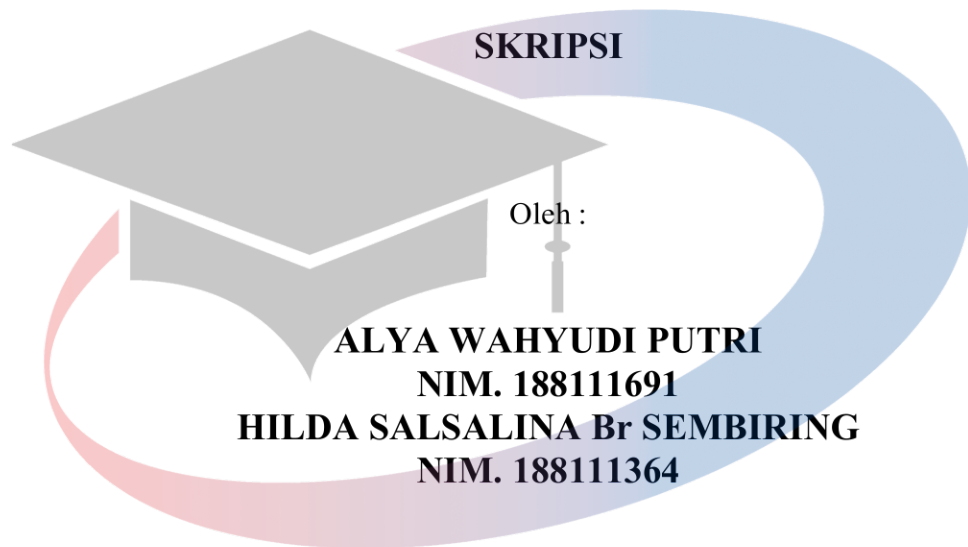 SKRIPSI
Oleh :
ALYA WAHYUDI PUTRI
NIM. 188111691
HILDA SALSALINA Br SEMBIRING
NIM. 188111364